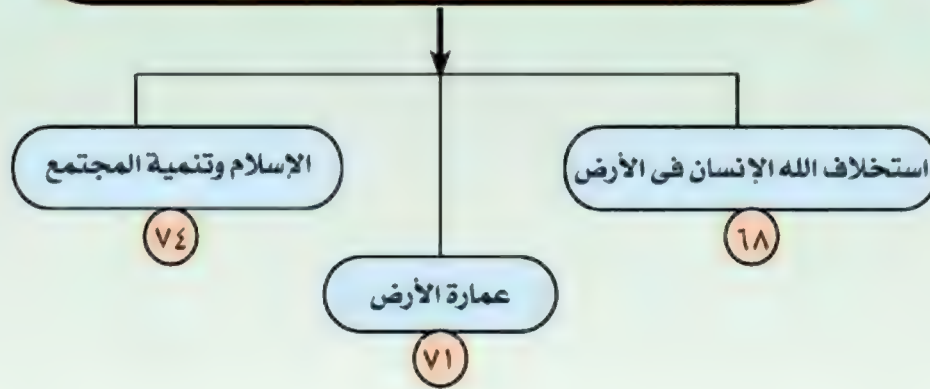 استخلاف الله الإنسان فى الأرض
٦٨
عمارة الأرض
٧١
الإسلام وتنمية المجتمع
٧٤